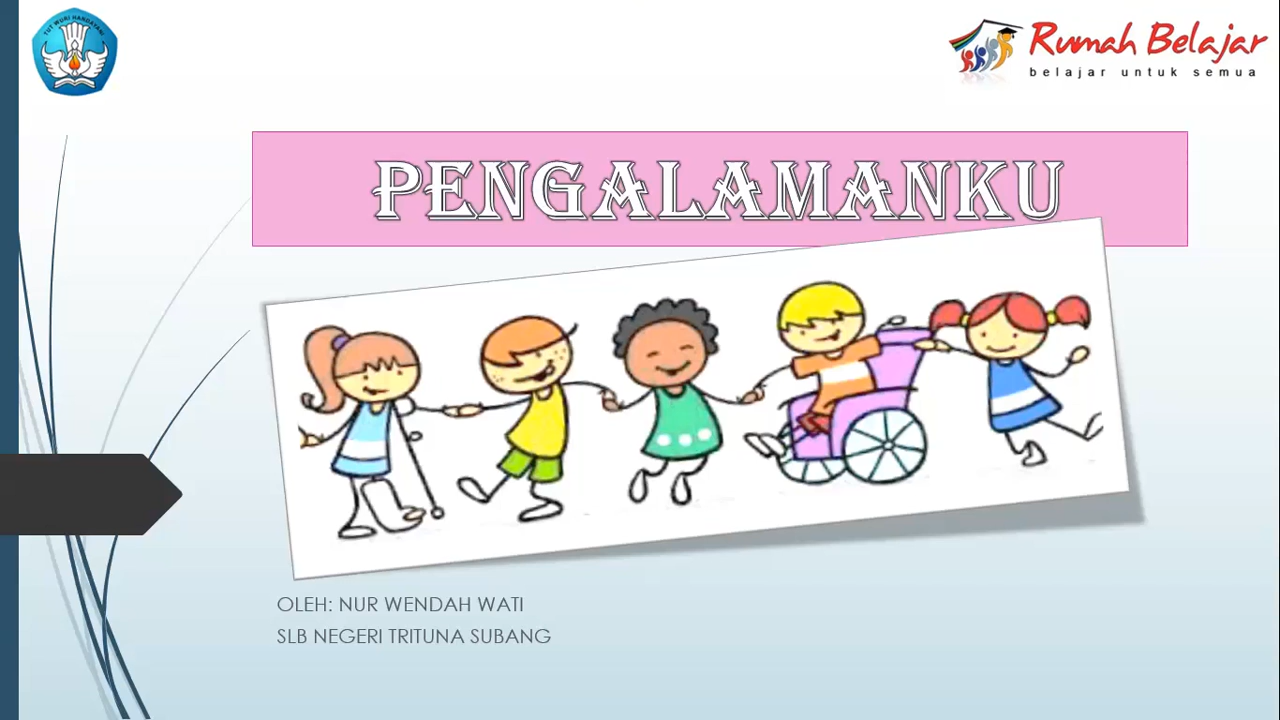 TUT WURI HANDAYANI
Rumah Belajar
belajar untuk semua
PENGALAMANKU
OLEH: NUR WENDAH WATI
SLB NEGERI TRITUNA SUBANG